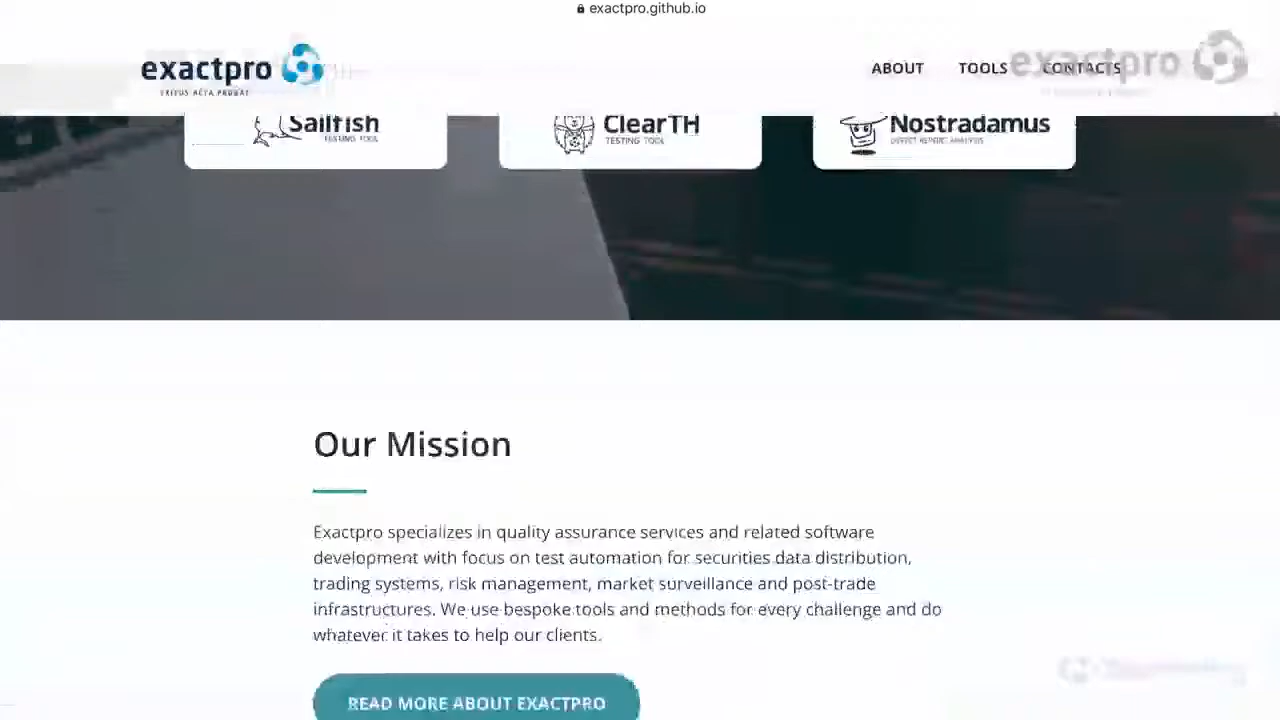 exactpro.github.io
exactpro
EXITUS ACTA PROBAT
ABOUT TOOLS CONTACTS
exactpro
Sailfish
TESTING TOOL
ClearTH
TESTING TOOL
Nostradamus
DEFECT REPORT ANALYSIS
Our Mission
Exactpro specializes in quality assurance services and related software
development with focus on test automation for securities data distribution,
trading systems, risk management, market surveillance and post-trade
infrastructures. We use bespoke tools and methods for every challenge and do
whatever it takes to help our clients.
READ MORE ABOUT EXACTPRO